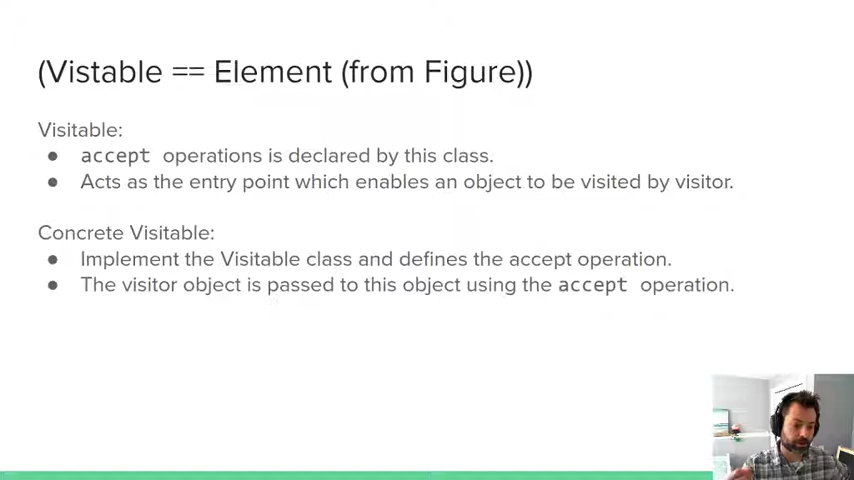 (Vistable == Element (from Figure))
Visitable:
● accept operations is declared by this class.
● Acts as the entry point which enables an object to be visited by visitor.
Concrete Visitable:
● Implement the Visitable class and defines the accept operation.
● The visitor object is passed to this object using the accept operation.